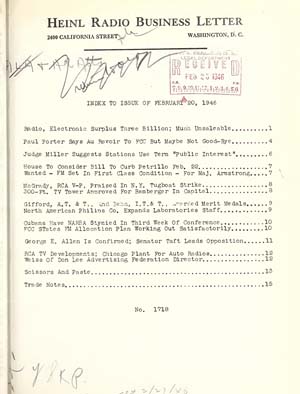 HEINL RADIO BUSINESS LETTER
2400 CALIFORNIA STREET
WASHINGTON, D. C.
RECEIVED
FEB 25 1946
INDEX TO ISSUE OF FEBRUARY 20, 1946
Radio, Electronic Surplus Three Billion; Much Unsaleable.....1
Paul Porter Says Au Revoir To FCC But Maybe Not Good-Bye.....4
Judge Miller Suggests Stations Use Term "Public Interest".....6
House To Consider Bill To Curb Petrillo Feb. 22.....7
Wanted - FM Set In First Class Condition - For Maj. Armstrong.....7
McGrady, RCA V-P, Praised In N.Y. Tugboat Strike.....8
300-Ft. TV Tower Approved For Bamberger In Capital.....8
Gifford, A.T. & T., and Behn, I.T.& T., Merit Medals.....9
North American Philips Co. Expands Laboratories Staff.....9
Cubans Have NARBA Stymied In Third Week Of Conference.....10
FCC States FM Allocation Plan Working Out Satisfactorily.....10
George E. Allen Is Confirmed; Senator Taft Leads Opposition.....11
RCA TV Developments; Chicago Plant For Auto Radios.....12
Weiss Of Don Lee Advertising Federation Director.....12
Scissors And Paste.....13
Trade Notes.....15
No. 1718